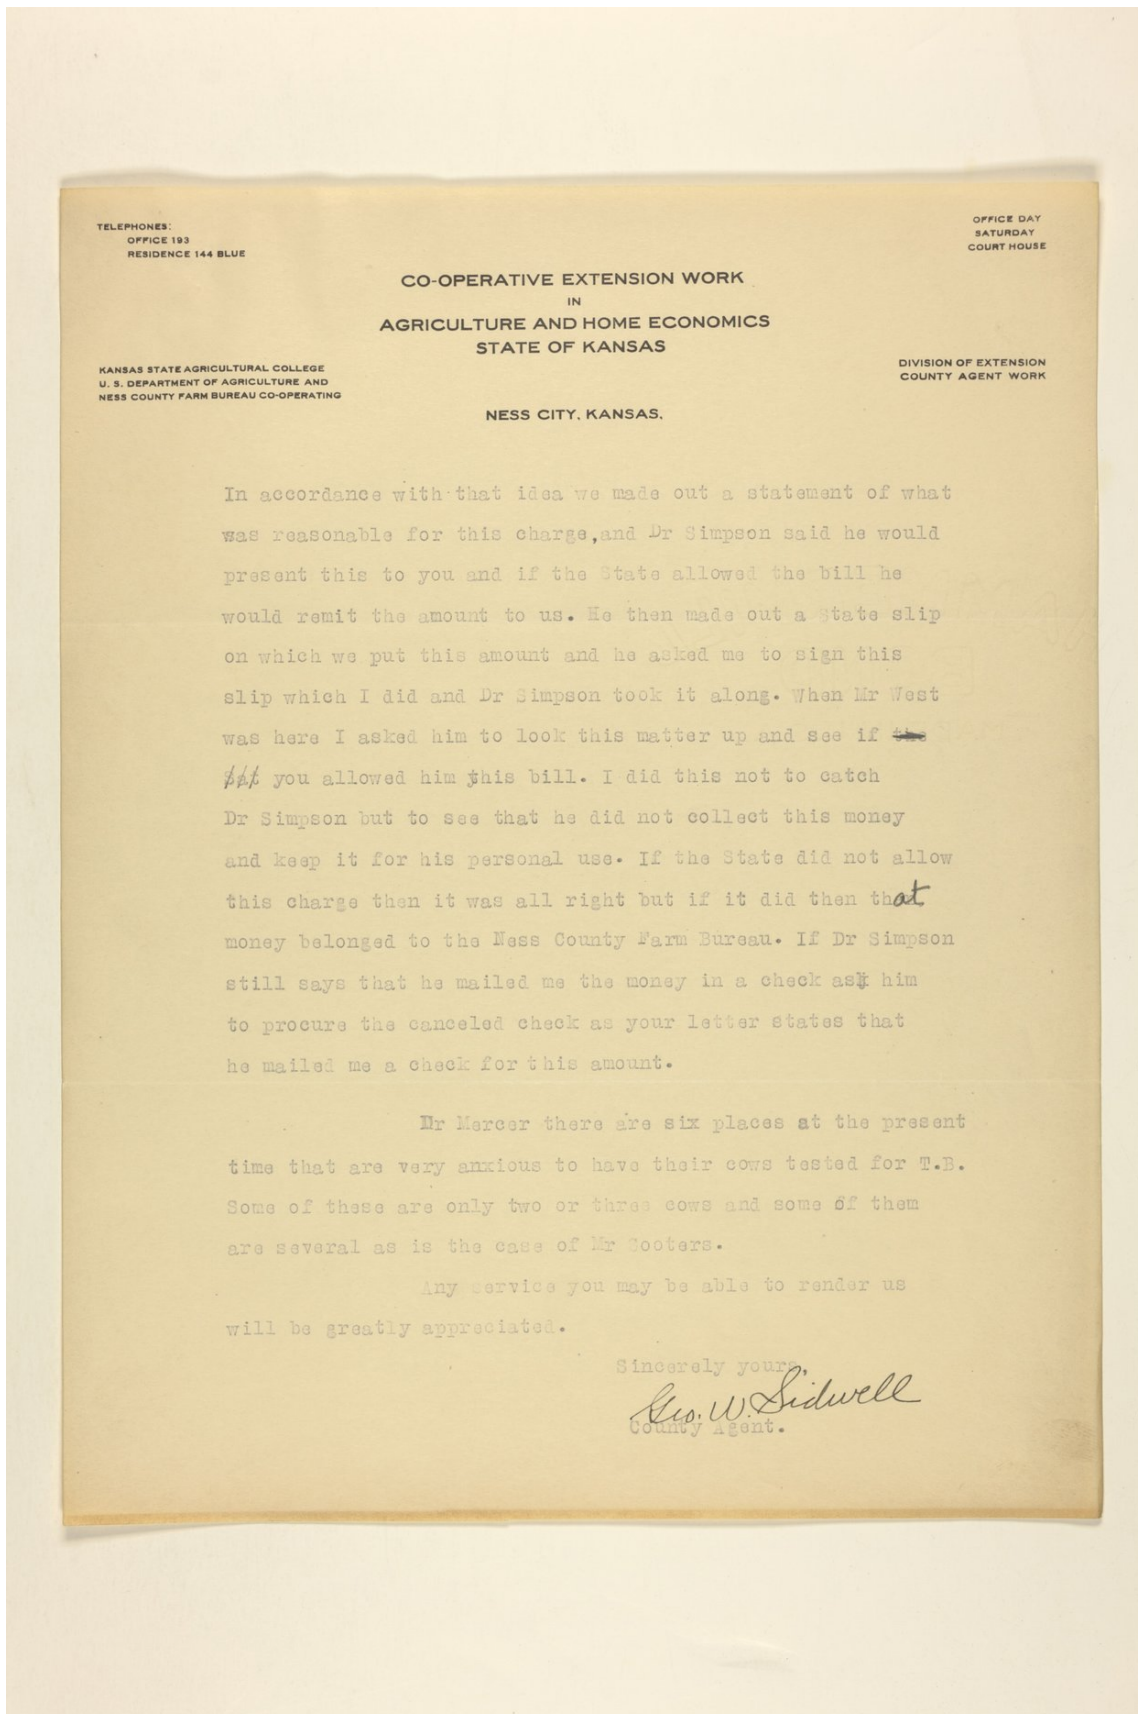 TELEPHONES:
OFFICE 193
RESIDENCE 144 BLUE
OFFICE DAY
SATURDAY
COURT HOUSE
CO-OPERATIVE EXTENSION WORK
IN
AGRICULTURE AND HOME ECONOMICS
STATE OF KANSAS
KANSAS STATE AGRICULTURAL COLLEGE
U. S. DEPARTMENT OF AGRICULTURE AND
NESS COUNTY FARM BUREAU CO-OPERATING
DIVISION OF EXTENSION
COUNTY AGENT WORK
NESS CITY, KANSAS.
In accordance with that idea we made out a statement of what
was reasonable for this charge,and Dr Simpson said he would
present this to you and if the State allowed the bill he
would remit the amount to us. He then made out a state slip
on which we put this amount and he asked me to sign this
slip which I did and Dr Simpson took it along. When Mr West
was here I asked him to look this matter up and see if the
you allowed him this bill. I did this not to catch
Dr Simpson but to see that he did not collect this money
and keep it for his personal use. If the State did not allow
this charge then it was all right but if it did then that
money belonged to the Ness County Farm Bureau. If Dr Simpson
still says that he mailed me the money in a check ask him
to procure the canceled check as your letter states that
he mailed me a check for this amount.
Dr Mercer there are six places at the present
time that are very anxious to have their cows tested for T.B.
Some of these are only two or three cows and some of them
are several as is the case of Mr Sooters.
Any service you may be able to render us
will be greatly appreciated.
Sincerely yours,
Geo. W. Sidwell
County Agent.